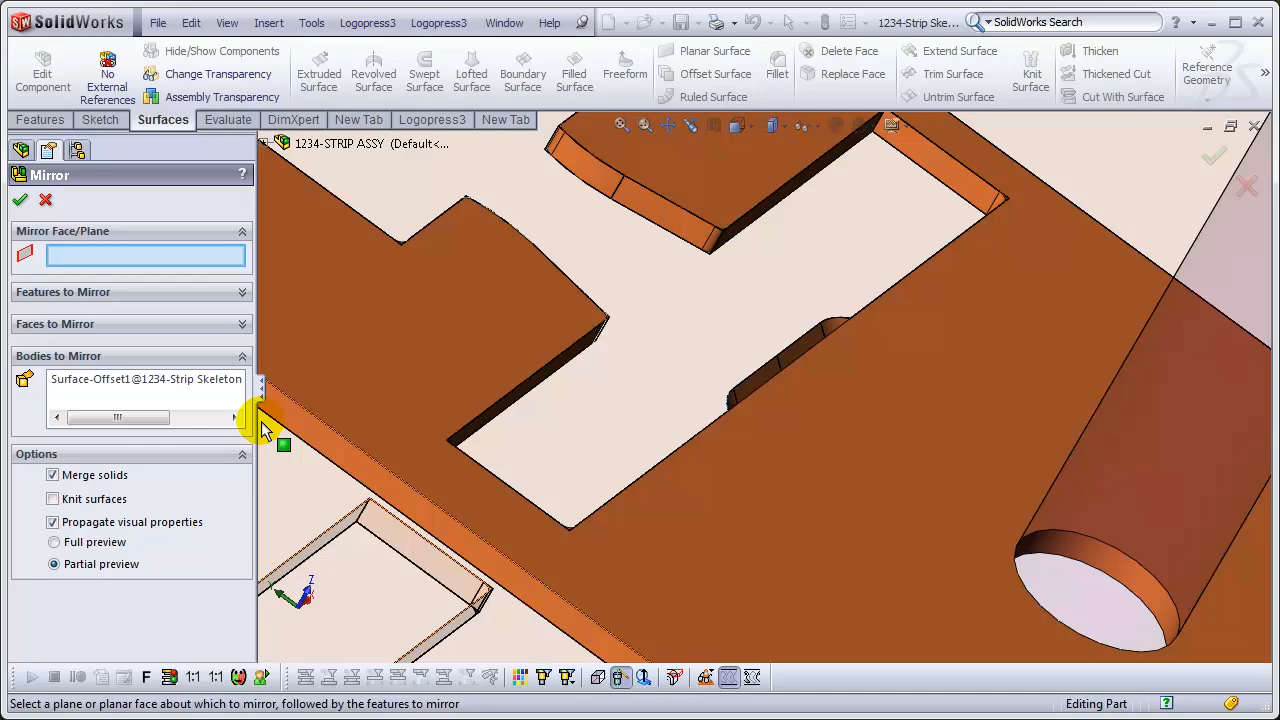 SolidWorks
File Edit View Insert Tools Logopress3 Logopress3 Window Help
1234-Strip Ske...
SolidWorks Search
Edit Component
No External References
Hide/Show Components
Change Transparency
Assembly Transparency
Extruded Surface
Revolved Surface
Swept Surface
Lofted Surface
Boundary Surface
Filled Surface
Freeform
Planar Surface
Offset Surface
Ruled Surface
Fillet
Delete Face
Replace Face
Extend Surface
Trim Surface
Untrim Surface
Knit Surface
Thicken
Thickened Cut
Cut With Surface
Reference Geometry
Features Sketch Surfaces Evaluate DimXpert New Tab Logopress3 New Tab
1234-STRIP ASSY (Default<...
Mirror ?
Mirror Face/Plane
Features to Mirror
Faces to Mirror
Bodies to Mirror
Surface-Offset1@1234-Strip Skeleton
Options
Merge solids
Knit surfaces
Propagate visual properties
Full preview
Partial preview
Z
F 1:1 1:1
Select a plane or planar face about which to mirror, followed by the features to mirror
Editing Part